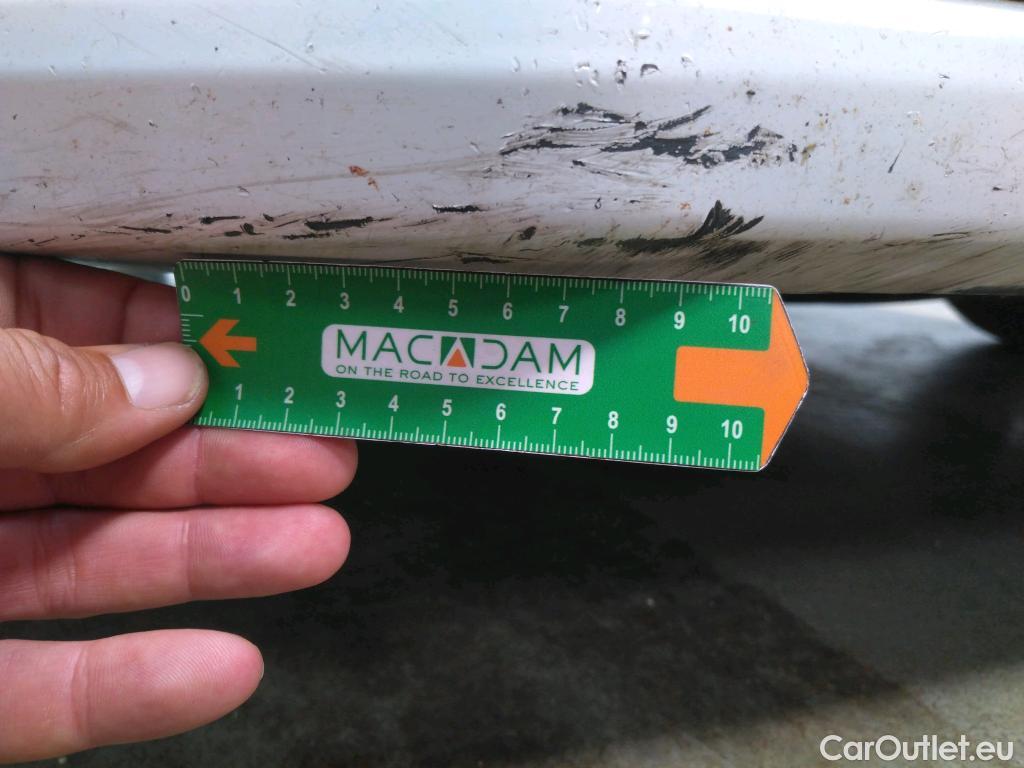 0 1 2 3 4 5 6 7 8 9 10
MACADAM
ON THE ROAD TO EXCELLENCE
1 2 3 4 5 6 7 8 9 10
CarOutlet.eu